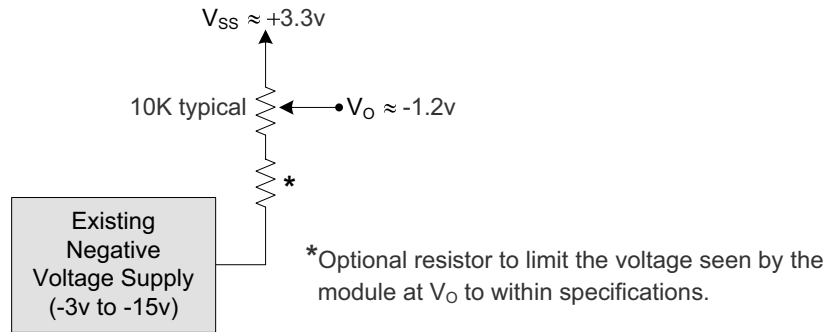 V_SS ≈ +3.3v
10K typical
V_O ≈ -1.2v
*
Existing
Negative
Voltage Supply
(-3v to -15v)
*Optional resistor to limit the voltage seen by the
module at V_O to within specifications.